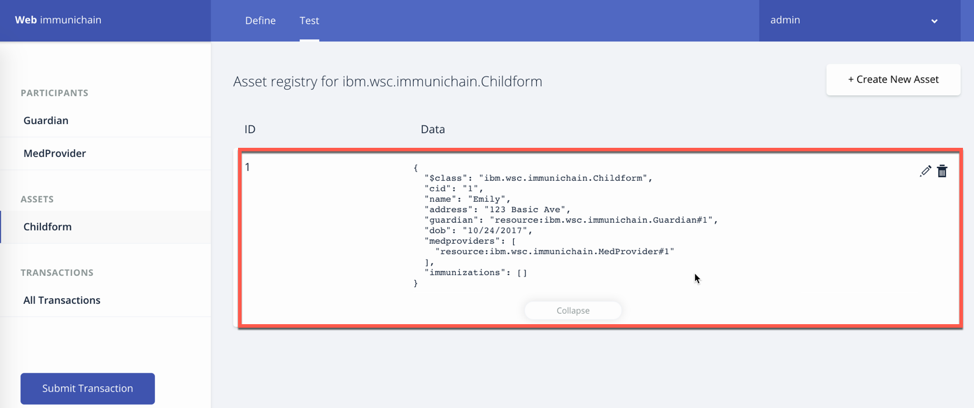 Web immunichain
Define
Test
admin
PARTICIPANTS
Guardian
MedProvider
ASSETS
Childform
TRANSACTIONS
All Transactions
Submit Transaction
Asset registry for ibm.wsc.immunichain.Childform
+ Create New Asset
ID
Data
1
{
"$class": "ibm.wsc.immunichain.Childform",
"cid": "1",
"name": "Emily",
"address": "123 Basic Ave",
"guardian": "resource:ibm.wsc.immunichain.Guardian#1",
"dob": "10/24/2017",
"medproviders": [
"resource:ibm.wsc.immunichain.MedProvider#1"
],
"immunizations": []
}
Collapse